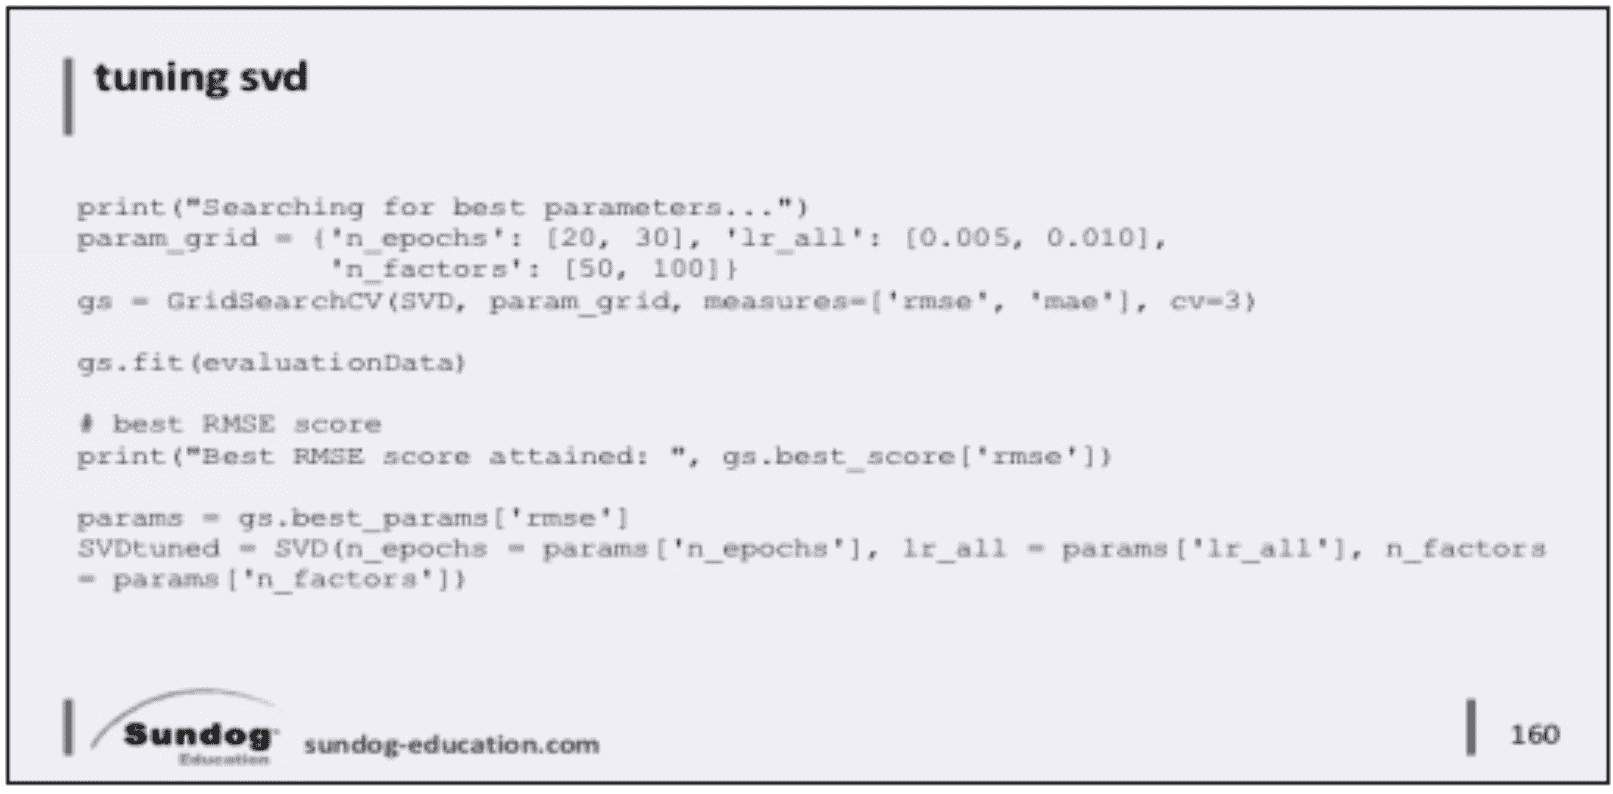 tuning svd
print("Searching for best parameters...")
param_grid = {'n_epochs': [20, 30], 'lr_all': [0.005, 0.010],
              'n_factors': [50, 100]}
gs = GridSearchCV(SVD, param_grid, measures=['rmse', 'mae'], cv=3)
gs.fit(evaluationData)
# best RMSE score
print("Best RMSE score attained: ", gs.best_score['rmse'])
params = gs.best_params['rmse']
SVDtuned = SVD(n_epochs = params['n_epochs'], lr_all = params['lr_all'], n_factors
= params['n_factors'])
Sundog
Education
sundog-education.com
160